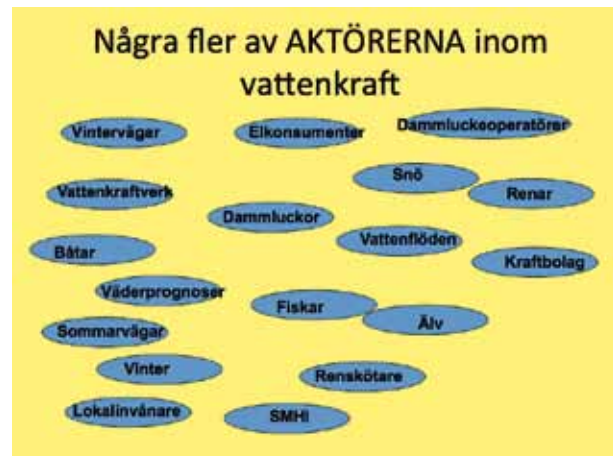 Några fler av AKTÖRERNA inom
vattenkraft
Vintervägar
Elkonsumenter
Dammluckeoperatörer
Snö
Vattenkraftverk
Renar
Dammluckor
Vattenflöden
Båtar
Kraftbolag
Väderprognoser
Fiskar
Älv
Sommarvägar
Vinter
Renskötare
Lokalinvånare
SMHI